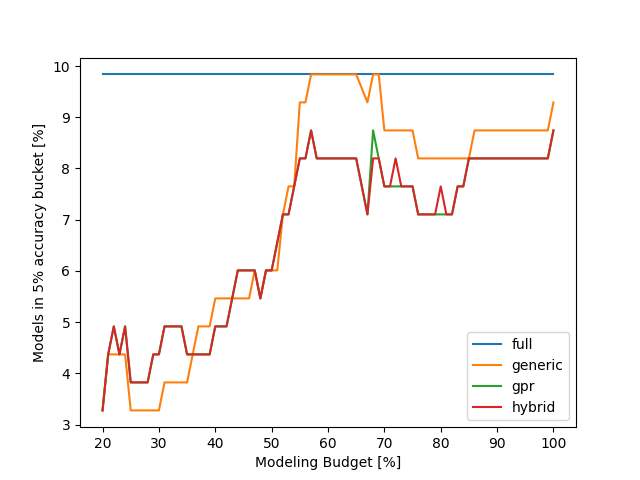 10
9
8
7
6
5
4
3
Models in 5% accuracy bucket [%]
full
generic
gpr
hybrid
20 30 40 50 60 70 80 90 100
Modeling Budget [%]